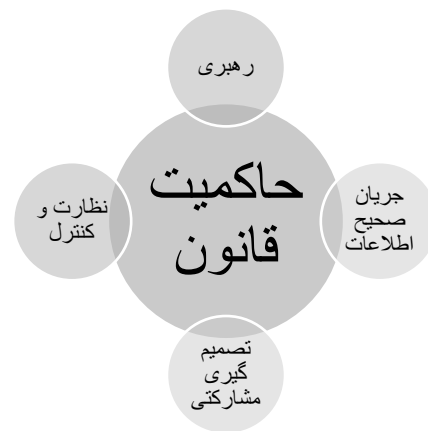 رهبری
حاکمیت
قانون
جریان
صحیح
اطلاعات
نظارت و
کنترل
تصمیم
گیری
مشارکتی